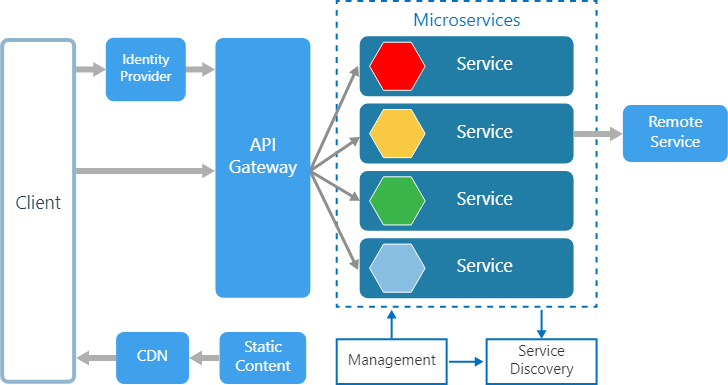 Microservices
Identity
Provider
Service
API
Gateway
Service
Remote
Service
Client
Service
Service
CDN
Static
Content
Management
Service
Discovery